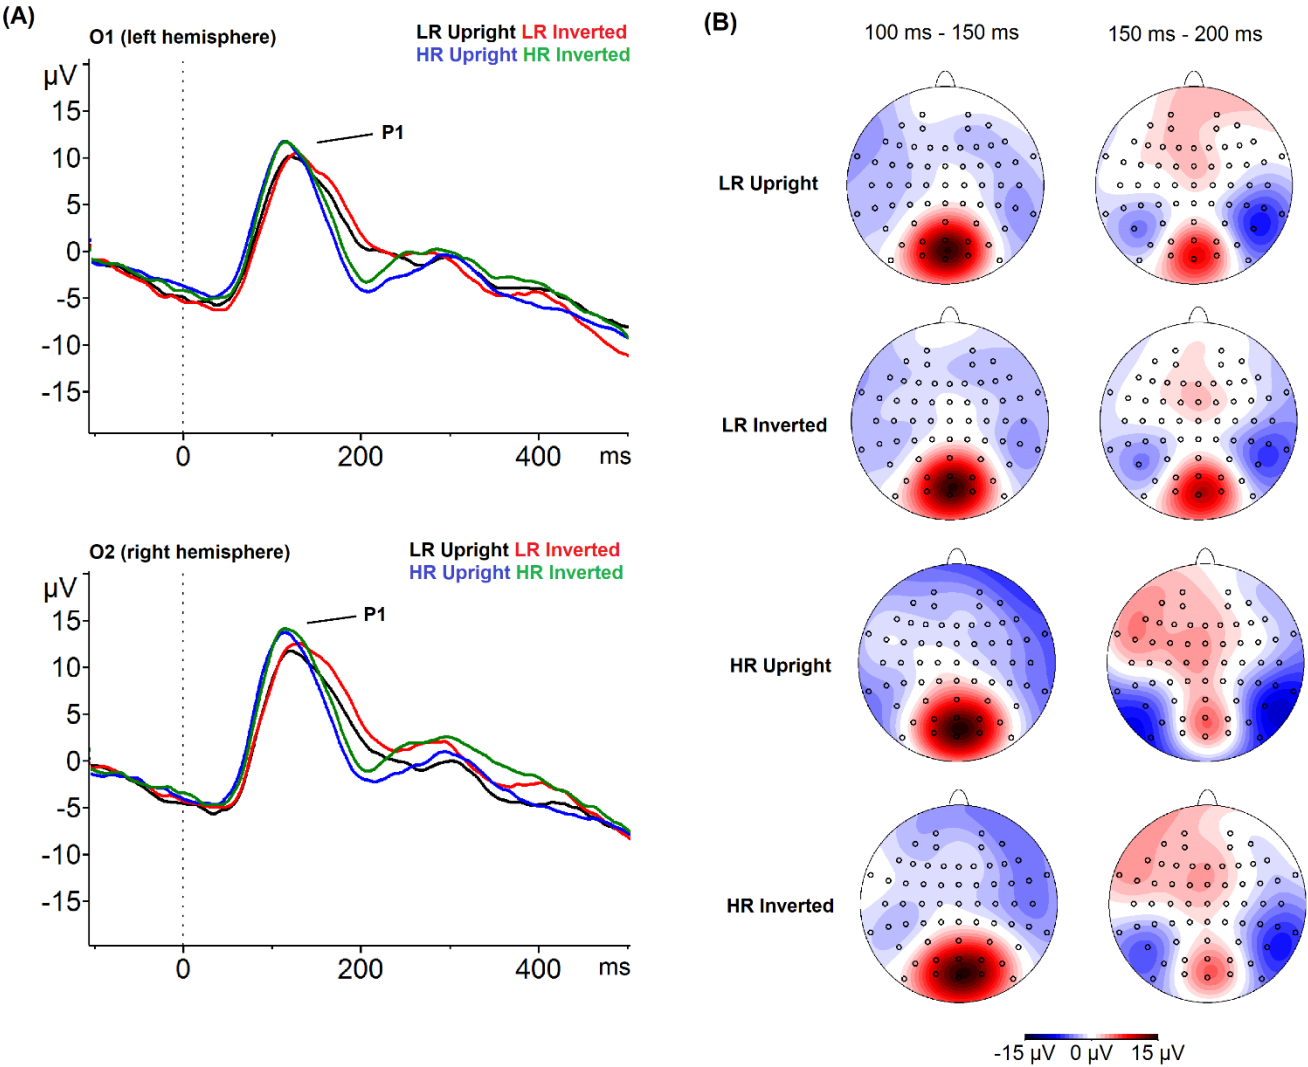 (A)
O1 (left hemisphere)
LR Upright LR Inverted
HR Upright HR Inverted
µV
P1
15
10
5
0
-5
-10
-15
0 200 400 ms
O2 (right hemisphere)
LR Upright LR Inverted
HR Upright HR Inverted
µV
P1
15
10
5
0
-5
-10
-15
0 200 400 ms
(B)
100 ms - 150 ms 150 ms - 200 ms
LR Upright
LR Inverted
HR Upright
HR Inverted
-15 µV 0 µV 15 µV